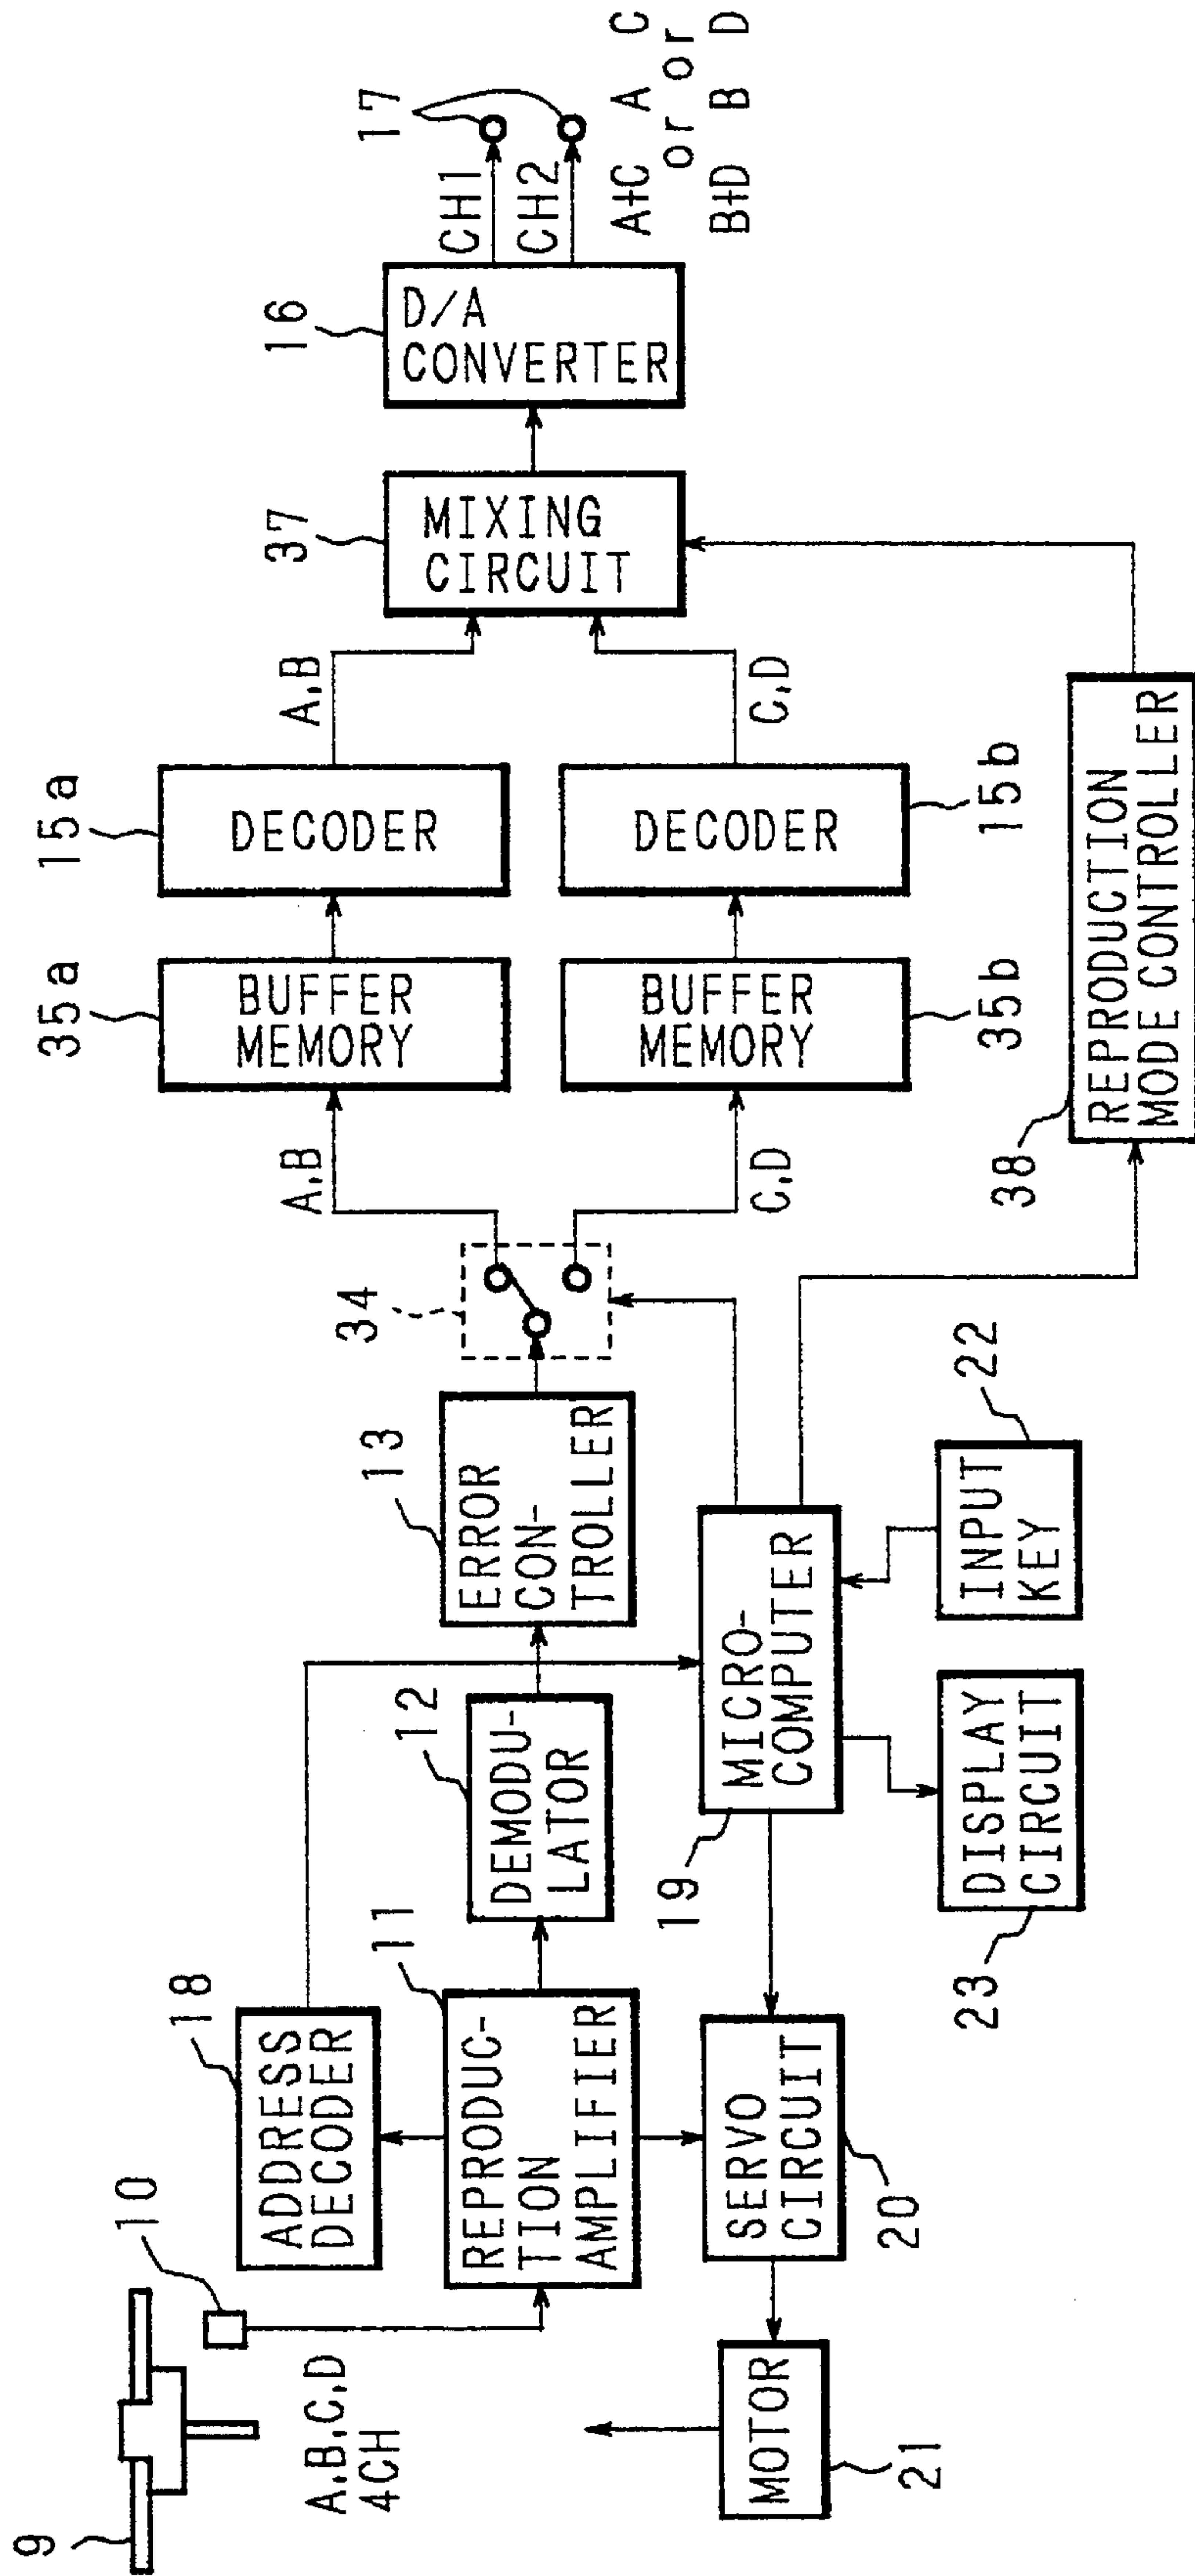 9
10
A,B,C,D
4CH
18
ADDRESS
DECODER
11
REPRODUC-
TION
AMPLIFIER
12
DEMODU-
LATOR
13
ERROR
CON-
TROLLER
34
A,B
C,D
35a
BUFFER
MEMORY
15a
DECODER
A,B
BUFFER
MEMORY
35b
DECODER
15b
C,D
37
MIXING
CIRCUIT
16
D/A
CONVERTER
CH1
CH2
17
A+C A C
or or
B+D B D
MOTOR
21
SERVO
CIRCUIT
20
MICRO-
COMPUTER
19
DISPLAY
CIRCUIT
23
INPUT
KEY
22
38
REPRODUCTION
MODE CONTROLLER